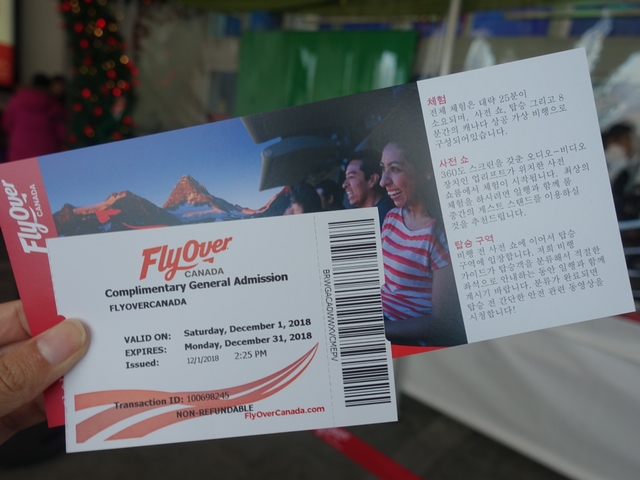 FlyOver
CANADA
FlyOver
CANADA
Complimentary General Admission
FLYOVERCANADA
VALID ON: Saturday, December 1, 2018
EXPIRES: Monday, December 31, 2018
Issued: 12/1/2018 2:25 PM
Transaction ID: 100698245
NON-REFUNDABLE
FlyOverCanada.com
체험
전체 체험은 대략 25분이
소요되며, 사전 쇼, 탑승 그리고 8
분간의 캐나다 상공 가상 비행으로
구성되어있습니다.
사전 쇼
360도 스크린을 갖춘 오디오-비디오
장치인 업리프트가 위치한 사전
쇼룸에서 체험이 시작됩니다. 최상의
체험을 하시려면 일행과 함께 룸
중간의 게스트 스탠드를 이용하실
것을 추천드립니다.
탑승 구역
비행 전 사전 쇼에 이어서 탑승
구역에 입장합니다. 저희 비행
가이드가 탑승객을 분류해서 적절한
좌석으로 안내하는 동안 일행과 함께
계시기 바랍니다. 분류가 완료되면
탑승 전 간단한 안전 관련 동영상을
시청합니다!